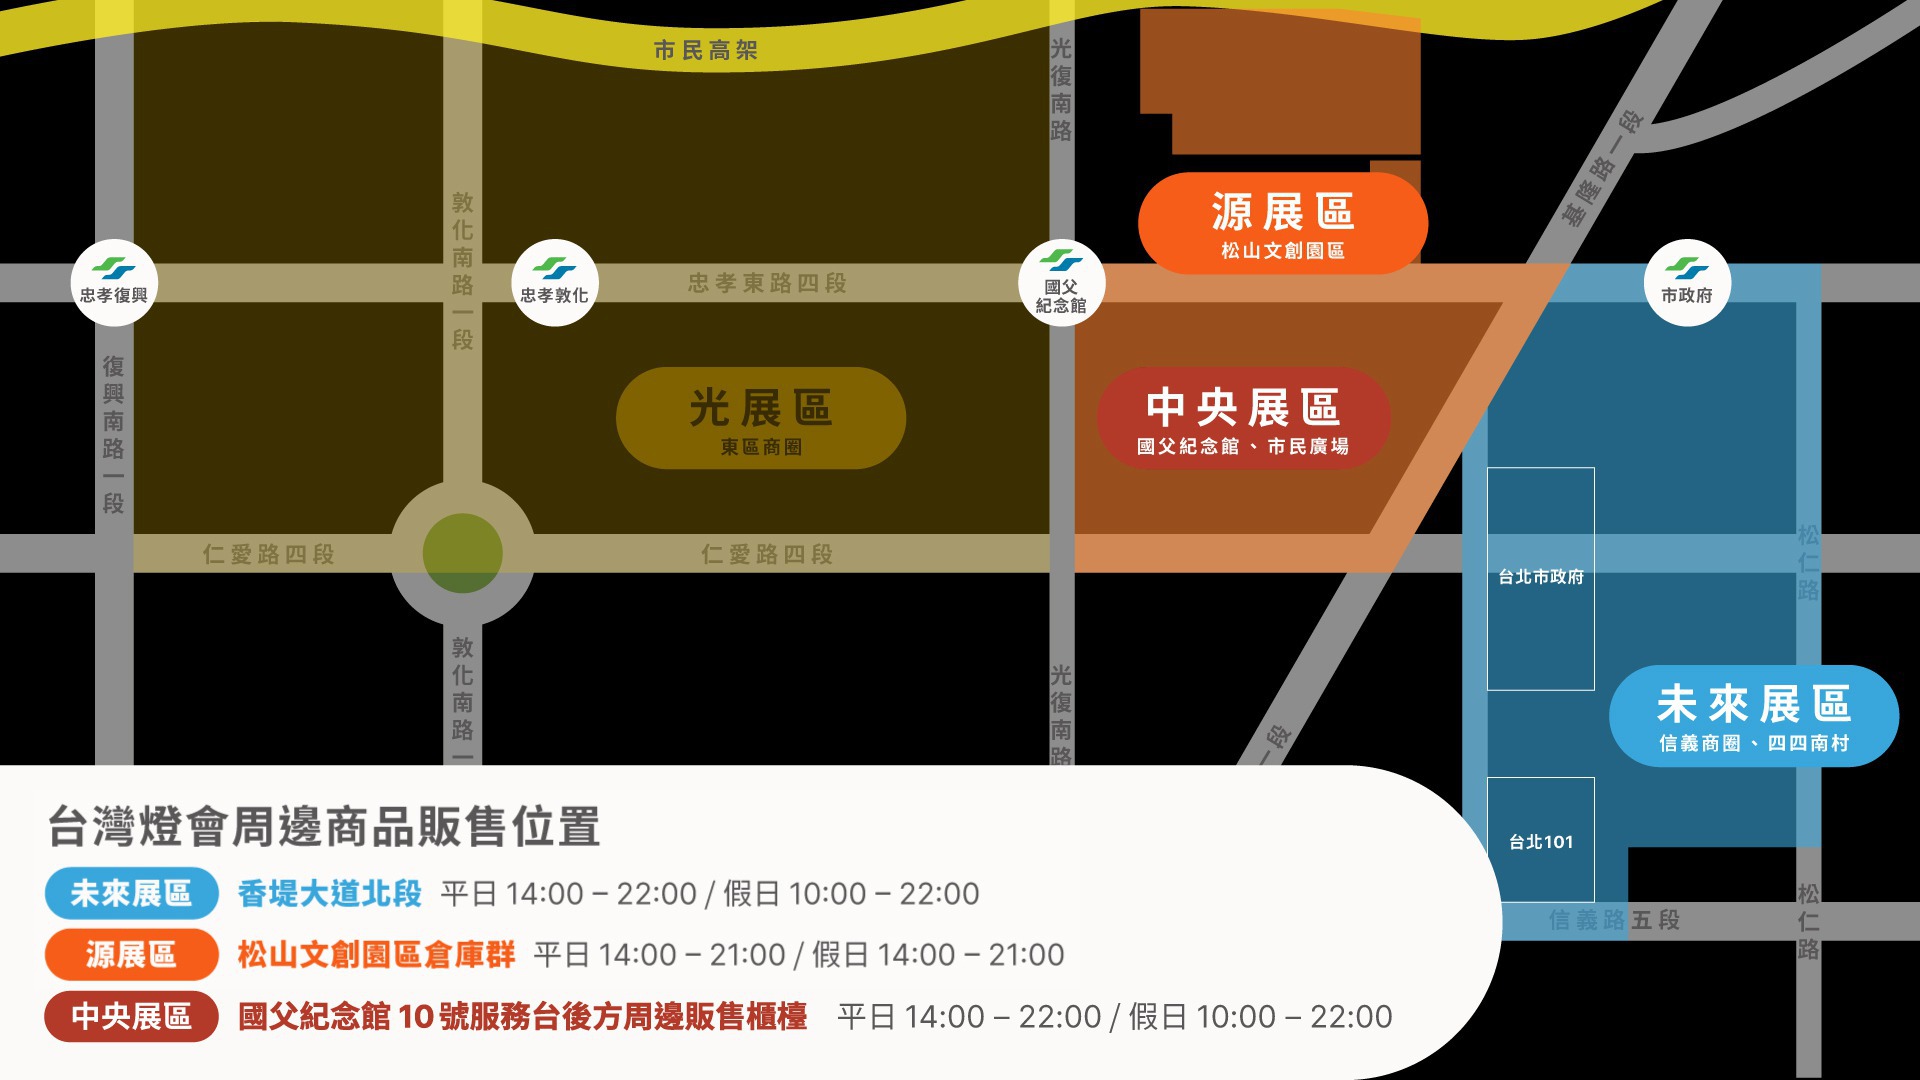 市民高架
光復南路
基隆路一段
敦化南路一段
源展區
松山文創園區
忠孝復興
忠孝敦化
忠孝東路四段
國父
紀念館
市政府
復興南路一段
光展區
東區商圈
中央展區
國父紀念館、市民廣場
仁愛路四段
仁愛路四段
松仁路
台北市政府
敦化南路一
光復南路
一段
未來展區
信義商圈、四四南村
台北101
松仁路
信義路五段
台灣燈會周邊商品販售位置
未來展區 香堤大道北段 平日 14:00 – 22:00 / 假日 10:00 – 22:00
源展區 松山文創園區倉庫群 平日 14:00 – 21:00 / 假日 14:00 – 21:00
中央展區 國父紀念館 10 號服務台後方周邊販售櫃檯 平日 14:00 – 22:00 / 假日 10:00 – 22:00